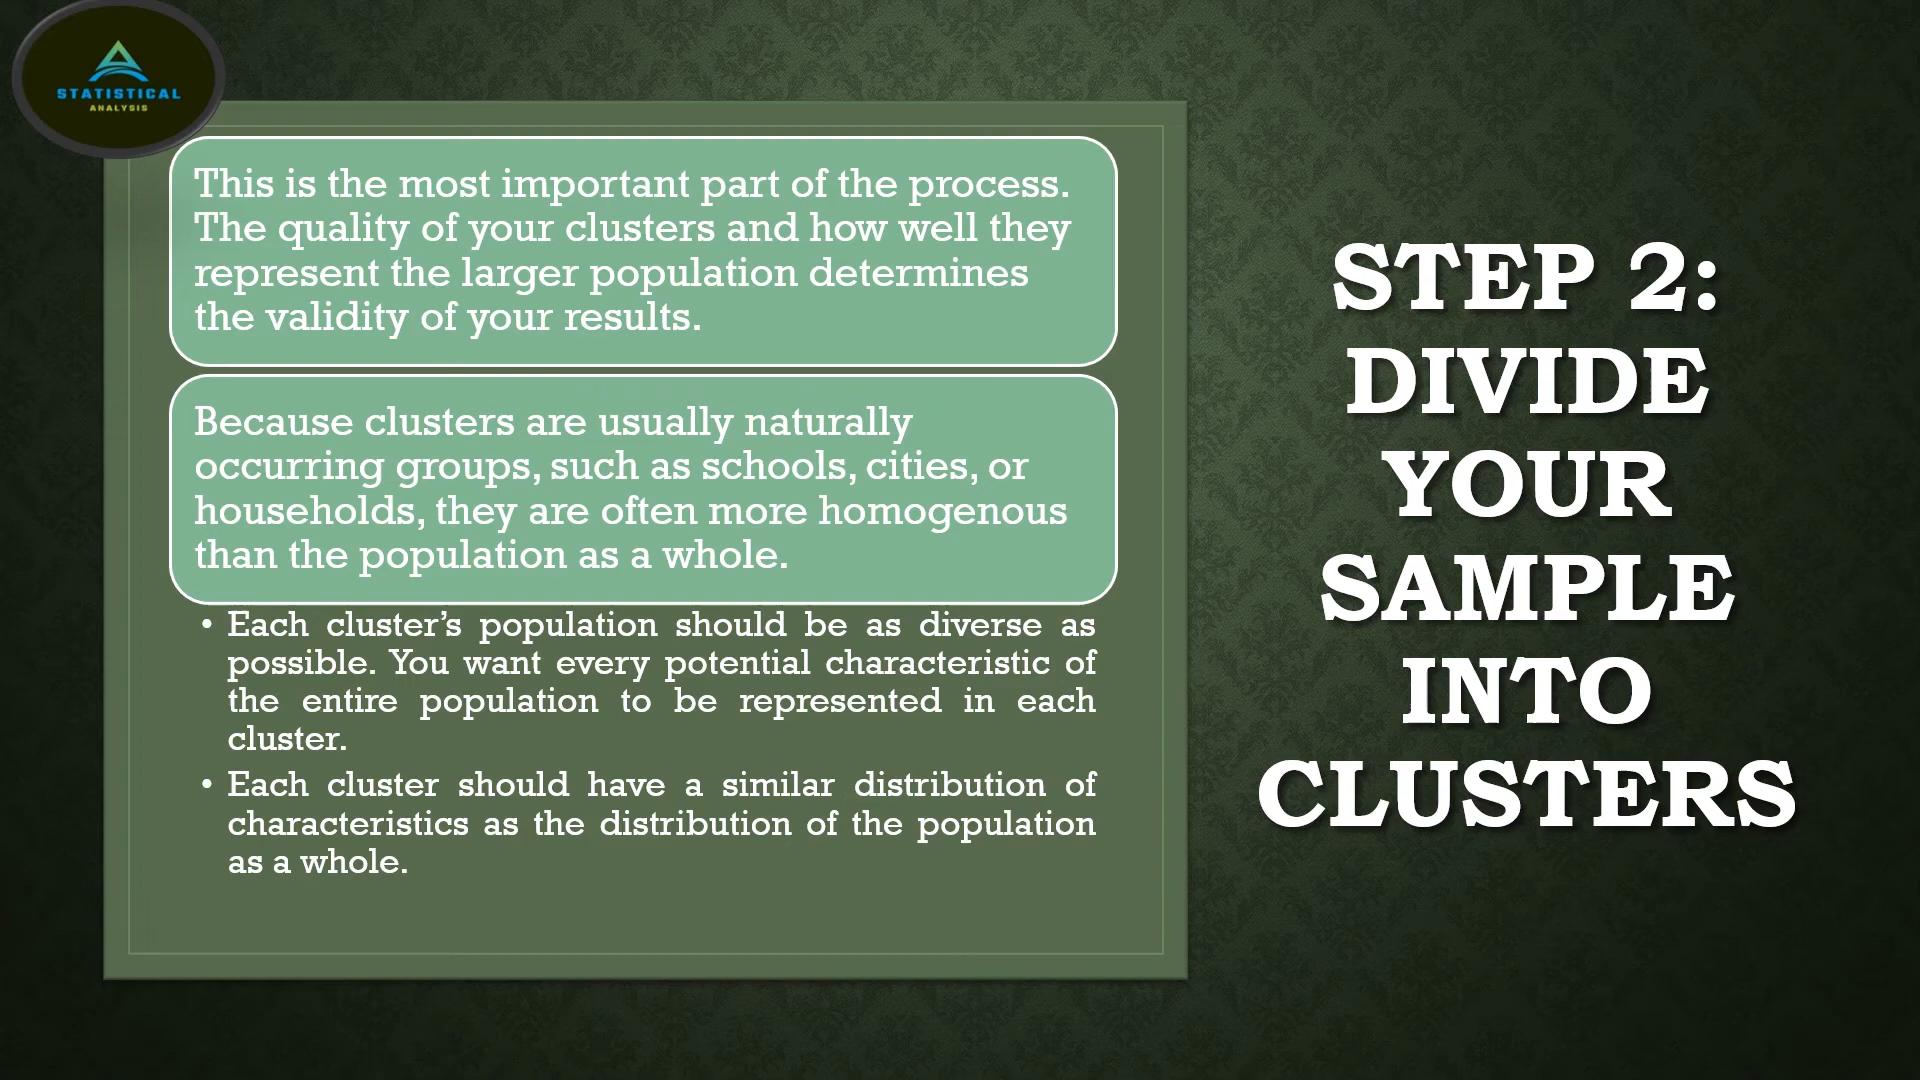 STATISTICAL
ANALYSIS
This is the most important part of the process.
The quality of your clusters and how well they
represent the larger population determines
the validity of your results.
Because clusters are usually naturally
occurring groups, such as schools, cities, or
households, they are often more homogenous
than the population as a whole.
• Each cluster’s population should be as diverse as
possible. You want every potential characteristic of
the entire population to be represented in each
cluster.
• Each cluster should have a similar distribution of
characteristics as the distribution of the population
as a whole.
STEP 2:
DIVIDE
YOUR
SAMPLE
INTO
CLUSTERS